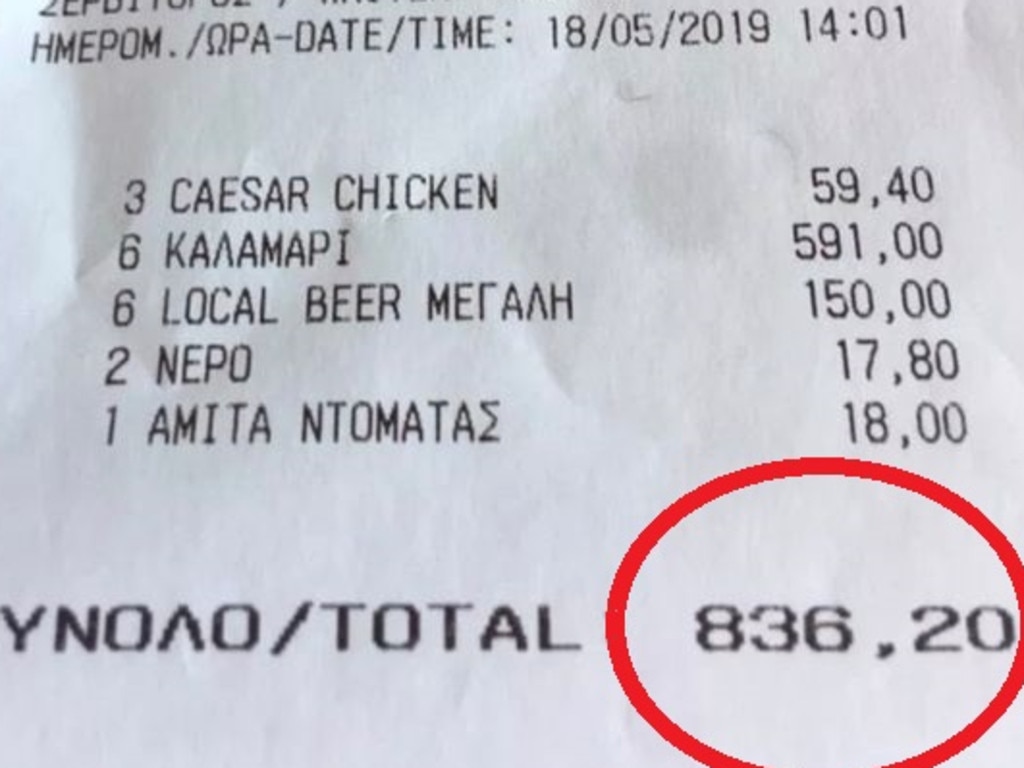 ΗΜΕΡΟΜ./ΩΡΑ-DATE/TIME: 18/05/2019 14:01
3 CAESAR CHICKEN 59,40
6 ΚΑΛΑΜΑΡΙ 591,00
6 LOCAL BEER ΜΕΓΑΛΗ 150,00
2 ΝΕΡΟ 17,80
1 ΑΜΙΤΑ ΝΤΟΜΑΤΑΣ 18,00
ΥΝΟΛΟ/TOTAL 836,20